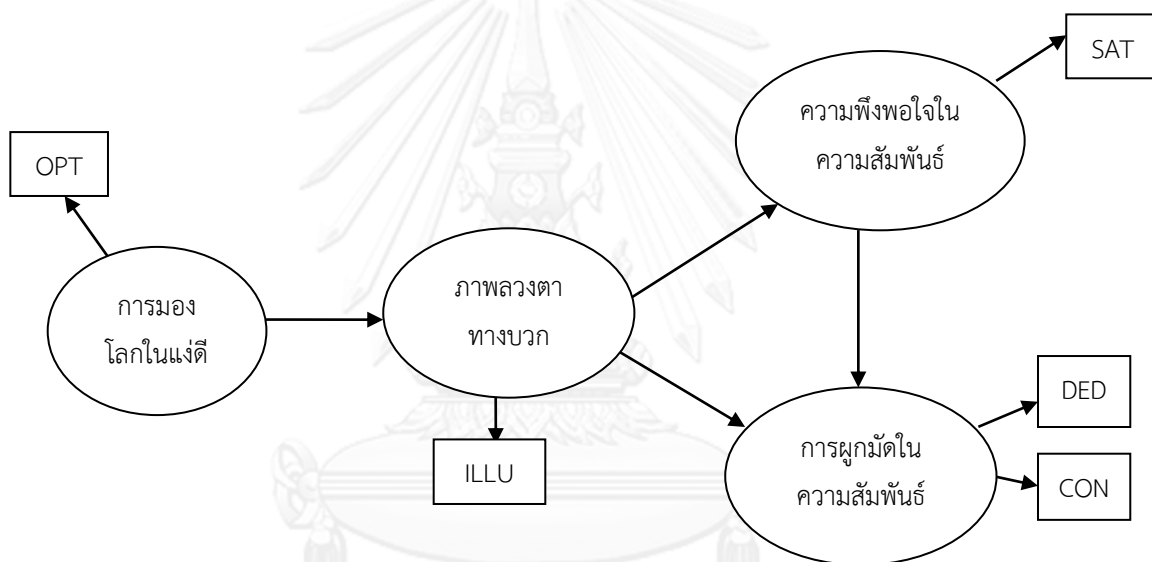 SAT
ความพึงพอใจใน
ความสัมพันธ์
OPT
การมอง
โลกในแง่ดี
ภาพลวงตา
ทางบวก
DED
การผูกมัดใน
ความสัมพันธ์
ILLU
CON